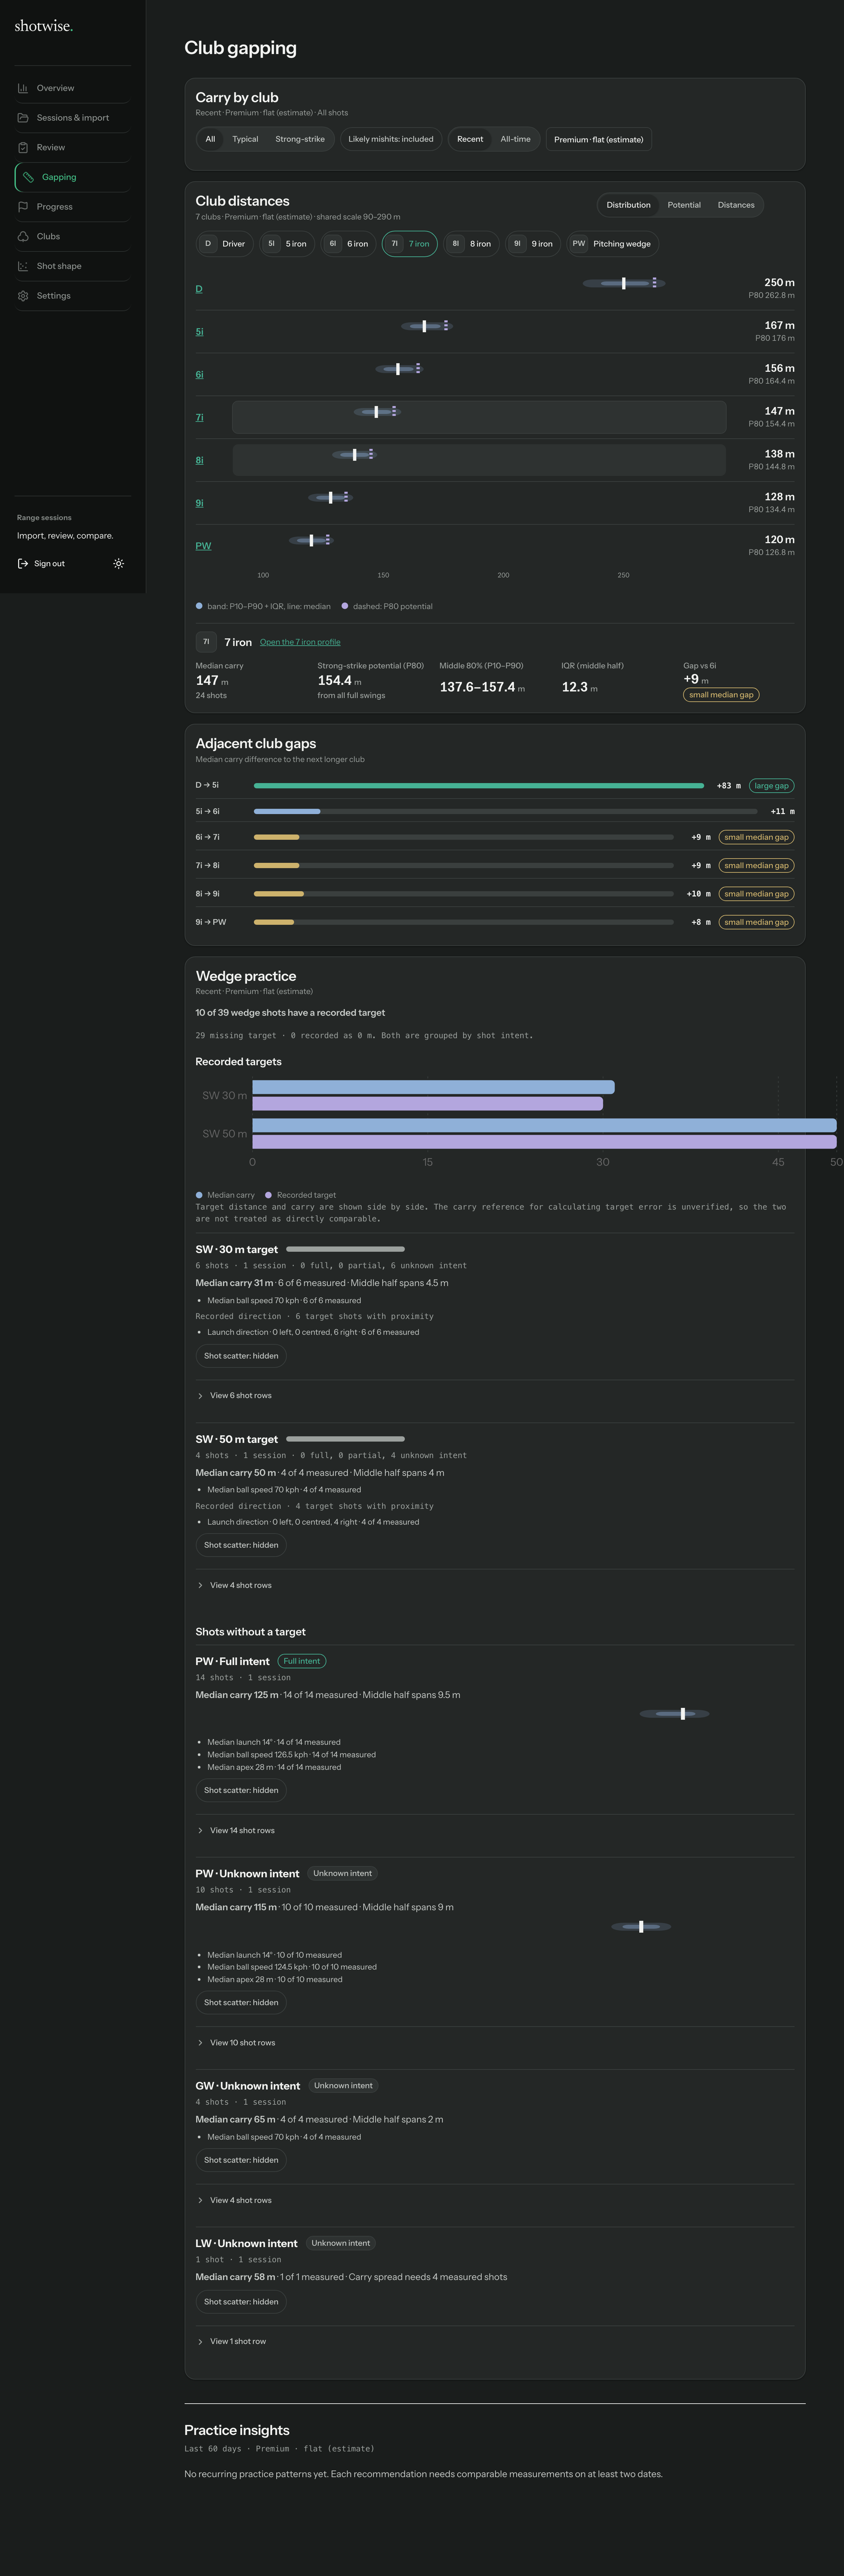 shotwise.
Overview
Sessions & import
Review
Gapping
Progress
Clubs
Shot shape
Settings
Range sessions
Import, review, compare.
Sign out
Club gapping
Carry by club
Recent · Premium · flat (estimate) · All shots
All Typical Strong-strike Likely mishits: included Recent All-time Premium · flat (estimate)
Club distances
7 clubs · Premium · flat (estimate) · shared scale 90–290 m
Distribution Potential Distances
D Driver 5I 5 iron 6I 6 iron 7I 7 iron 8I 8 iron 9I 9 iron PW Pitching wedge
D 250 m
P80 262.8 m
5i 167 m
P80 176 m
6i 156 m
P80 164.4 m
7i 147 m
P80 154.4 m
8i 138 m
P80 144.8 m
9i 128 m
P80 134.4 m
PW 120 m
P80 126.8 m
100 150 200 250
band: P10–P90 + IQR, line: median dashed: P80 potential
7I 7 iron Open the 7 iron profile
Median carry
147 m
24 shots
Strong-strike potential (P80)
154.4 m
from all full swings
Middle 80% (P10–P90)
137.6–157.4 m
IQR (middle half)
12.3 m
Gap vs 6i
+9 m
small median gap
Adjacent club gaps
Median carry difference to the next longer club
D → 5i +83 m large gap
5i → 6i +11 m
6i → 7i +9 m small median gap
7i → 8i +9 m small median gap
8i → 9i +10 m small median gap
9i → PW +8 m small median gap
Wedge practice
Recent · Premium · flat (estimate)
10 of 39 wedge shots have a recorded target
29 missing target · 0 recorded as 0 m. Both are grouped by shot intent.
Recorded targets
SW 30 m
SW 50 m
0 15 30 45 50
Median carry Recorded target
Target distance and carry are shown side by side. The carry reference for calculating target error is unverified, so the two
are not treated as directly comparable.
SW · 30 m target
6 shots · 1 session · 0 full, 0 partial, 6 unknown intent
Median carry 31 m · 6 of 6 measured · Middle half spans 4.5 m
• Median ball speed 70 kph · 6 of 6 measured
Recorded direction · 6 target shots with proximity
• Launch direction · 0 left, 0 centred, 6 right · 6 of 6 measured
Shot scatter: hidden
View 6 shot rows
SW · 50 m target
4 shots · 1 session · 0 full, 0 partial, 4 unknown intent
Median carry 50 m · 4 of 4 measured · Middle half spans 4 m
• Median ball speed 70 kph · 4 of 4 measured
Recorded direction · 4 target shots with proximity
• Launch direction · 0 left, 0 centred, 4 right · 4 of 4 measured
Shot scatter: hidden
View 4 shot rows
Shots without a target
PW · Full intent Full intent
14 shots · 1 session
Median carry 125 m · 14 of 14 measured · Middle half spans 9.5 m
• Median launch 14° · 14 of 14 measured
• Median ball speed 126.5 kph · 14 of 14 measured
• Median apex 28 m · 14 of 14 measured
Shot scatter: hidden
View 14 shot rows
PW · Unknown intent Unknown intent
10 shots · 1 session
Median carry 115 m · 10 of 10 measured · Middle half spans 9 m
• Median launch 14° · 10 of 10 measured
• Median ball speed 124.5 kph · 10 of 10 measured
• Median apex 28 m · 10 of 10 measured
Shot scatter: hidden
View 10 shot rows
GW · Unknown intent Unknown intent
4 shots · 1 session
Median carry 65 m · 4 of 4 measured · Middle half spans 2 m
• Median ball speed 70 kph · 4 of 4 measured
Shot scatter: hidden
View 4 shot rows
LW · Unknown intent Unknown intent
1 shot · 1 session
Median carry 58 m · 1 of 1 measured · Carry spread needs 4 measured shots
Shot scatter: hidden
View 1 shot row
Practice insights
Last 60 days · Premium · flat (estimate)
No recurring practice patterns yet. Each recommendation needs comparable measurements on at least two dates.